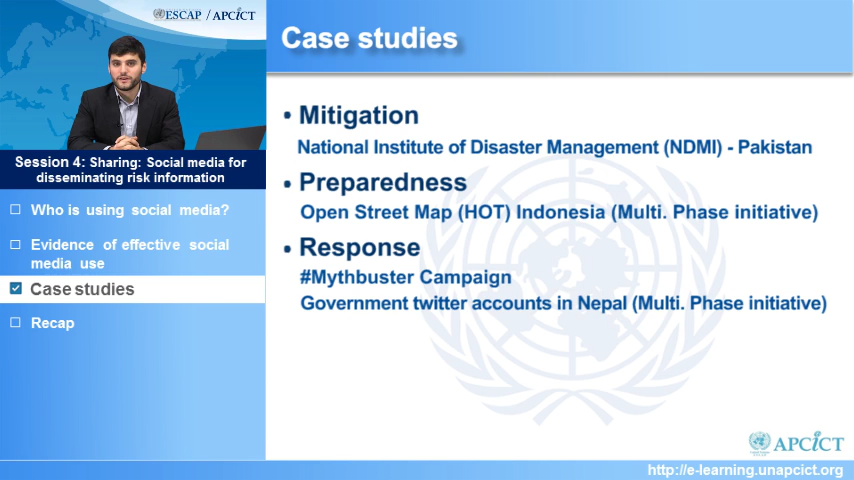 ESCAP / APCICT
Session 4: Sharing: Social media for
disseminating risk information
Who is using social media?
Evidence of effective social
media use
Case studies
Recap
Case studies
• Mitigation
National Institute of Disaster Management (NDMI) - Pakistan
• Preparedness
Open Street Map (HOT) Indonesia (Multi. Phase initiative)
• Response
#Mythbuster Campaign
Government twitter accounts in Nepal (Multi. Phase initiative)
APCICT
http://e-learning.unapcict.org